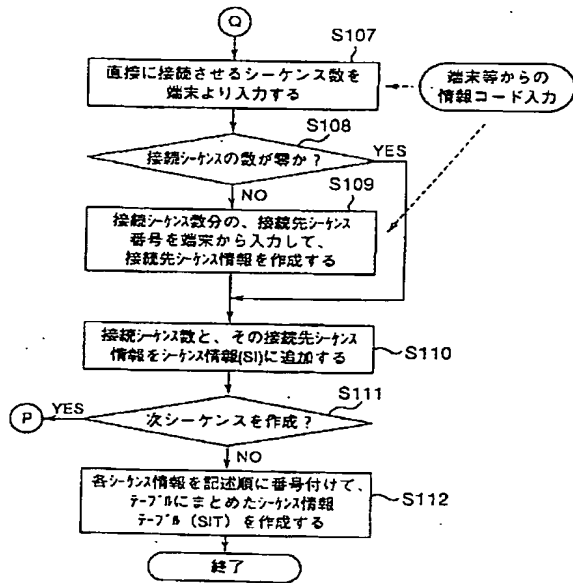 Q
S107
直接に接続させるシーケンス数を
端末より入力する
端末等からの
情報コード入力
S108
接続シーケンスの数が零か？
YES
NO
S109
接続シーケンス数分の、接続先シーケンス
番号を端末から入力して、
接続先シーケンス情報を作成する
接続シーケンス数と、その接続先シーケンス
情報をシーケンス情報(SI)に追加する
S110
S111
P
YES
次シーケンスを作成？
NO
各シーケンス情報を記述順に番号付けて、
テーブルにまとめたシーケンス情報
テーブル（SIT）を作成する
S112
終了